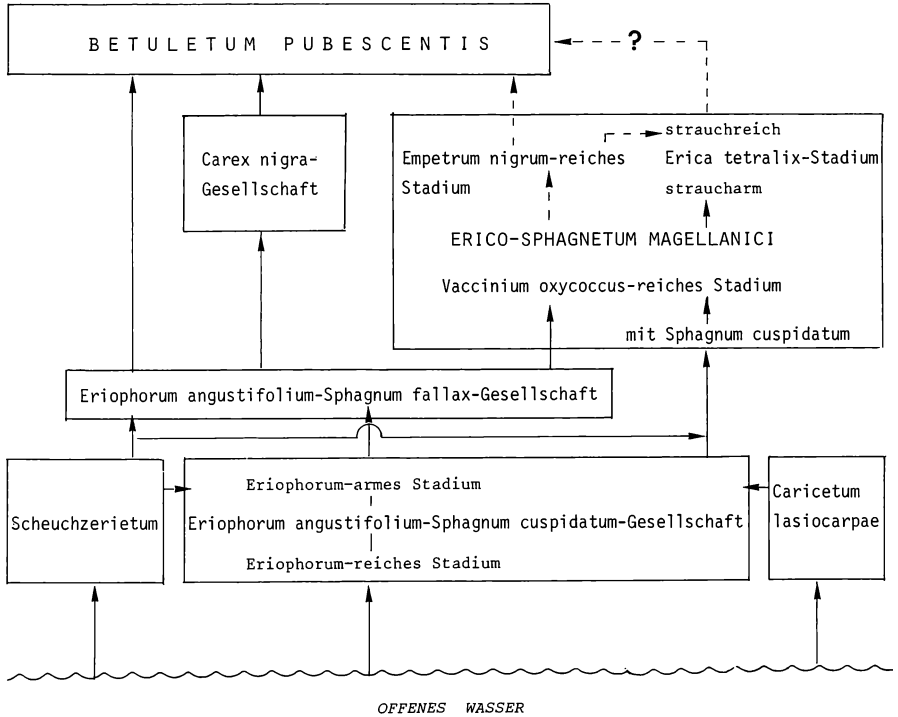 BETULETUM PUBESCENTIS
?
Carex nigra-
Gesellschaft
Empetrum nigrum-reiches
Stadium
strauchreich
Erica tetralix-Stadium
straucharm
ERICO-SPHAGNETUM MAGELLANICI
Vaccinium oxycoccus-reiches Stadium
mit Sphagnum cuspidatum
Eriophorum angustifolium-Sphagnum fallax-Gesellschaft
Scheuchzerietum
Eriophorum-armes Stadium
Eriophorum angustifolium-Sphagnum cuspidatum-Gesellschaft
Eriophorum-reiches Stadium
Caricetum
lasiocarpae
OFFENES WASSER